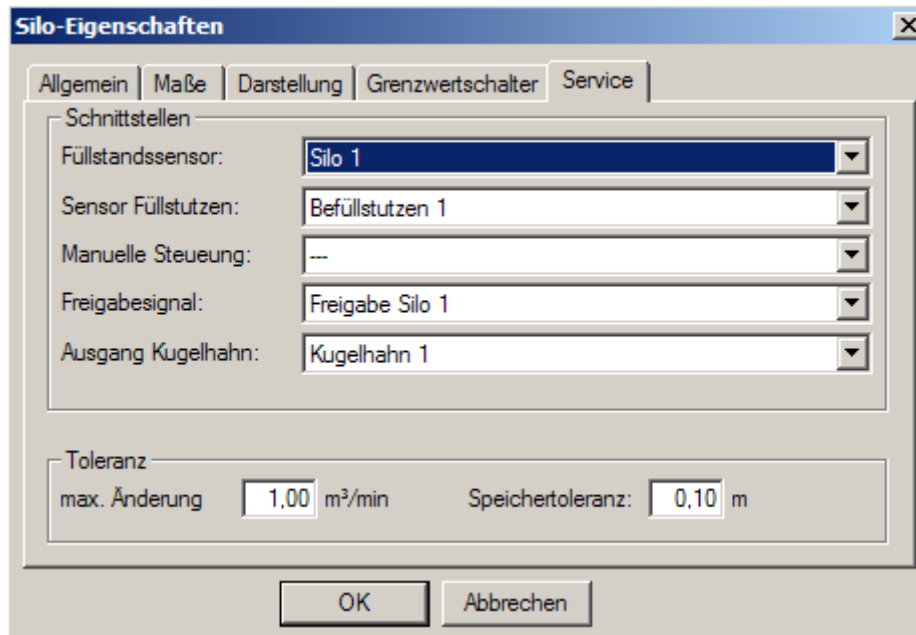 Silo-Eigenschaften
Allgemein Maße Darstellung Grenzwertschalter Service
Schnittstellen
Füllstandssensor: Silo 1
Sensor Füllstutzen: Befüllstutzen 1
Manuelle Steueung: ---
Freigabesignal: Freigabe Silo 1
Ausgang Kugelhahn: Kugelhahn 1
Toleranz
max. Änderung 1,00 m³/min Speichertoleranz: 0,10 m
OK Abbrechen